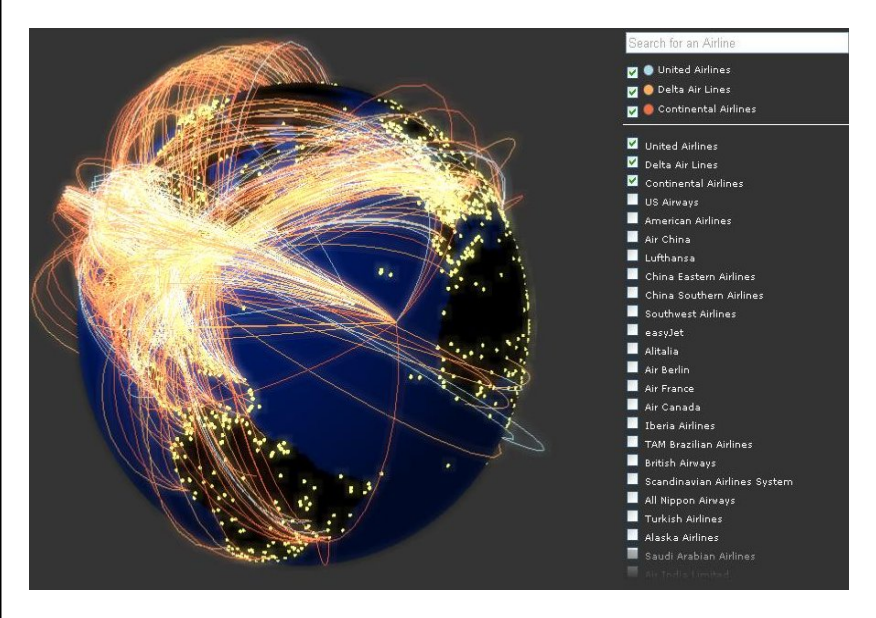 Search for an Airline
United Airlines
Delta Air Lines
Continental Airlines
United Airlines
Delta Air Lines
Continental Airlines
US Airways
American Airlines
Air China
Lufthansa
China Eastern Airlines
China Southern Airlines
Southwest Airlines
easyJet
Alitalia
Air Berlin
Air France
Air Canada
Iberia Airlines
TAM Brazilian Airlines
British Airways
Scandinavian Airlines System
All Nippon Airways
Turkish Airlines
Alaska Airlines
Saudi Arabian Airlines
Air India Limited